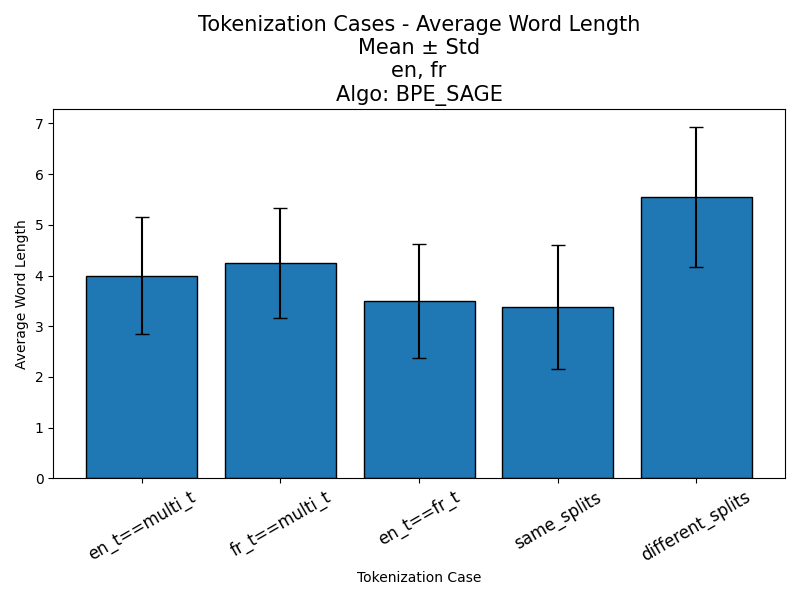 Tokenization Cases - Average Word Length
Mean ± Std
en, fr
Algo: BPE_SAGE
Average Word Length
7
6
5
4
3
2
1
0
en_t==multi_t
fr_t==multi_t
en_t==fr_t
same_splits
different_splits
Tokenization Case